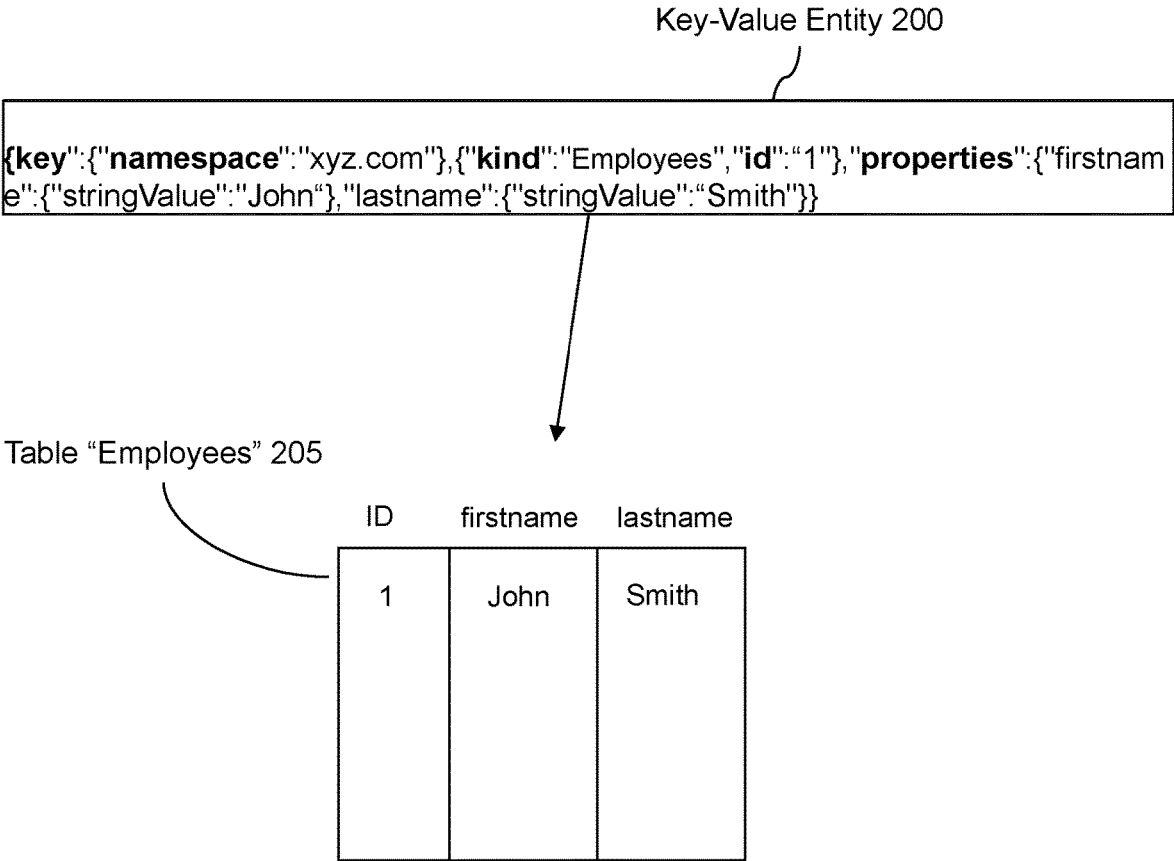 Key-Value Entity 200
{key":{"namespace":"xyz.com"},{"kind":"Employees","id":“1"},"properties":{"firstnam
e":{"stringValue":"John“},"lastname":{"stringValue":“Smith"}}
Table “Employees” 205
ID firstname lastname
1 John Smith